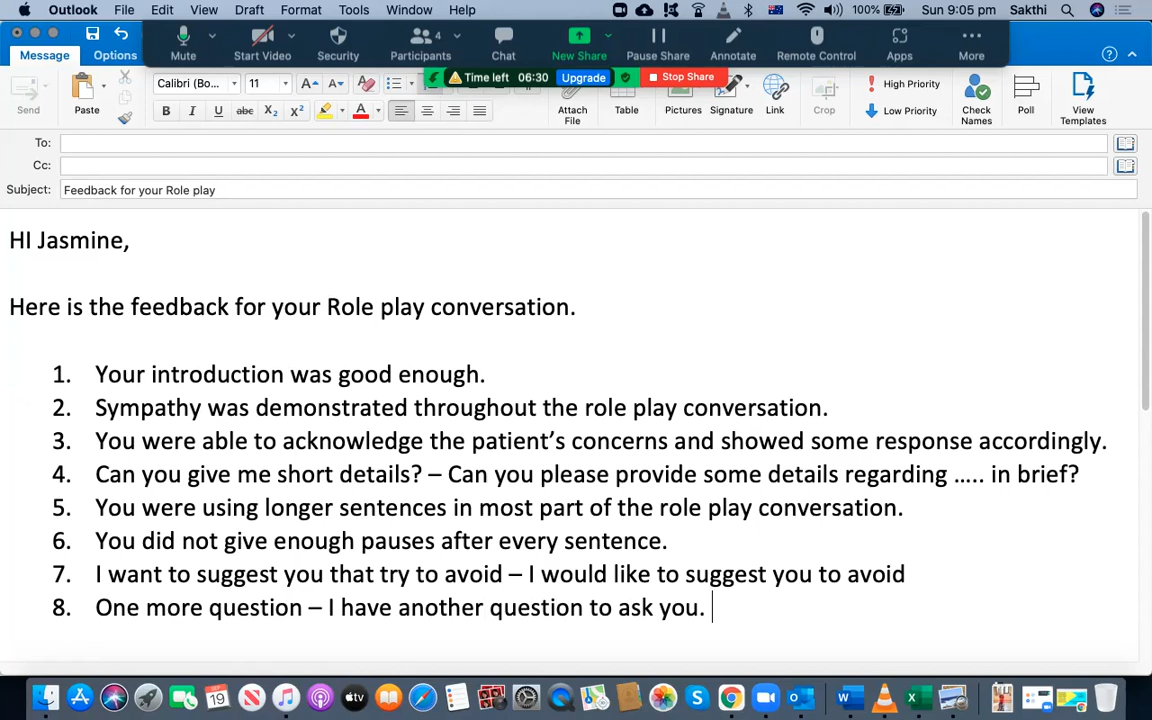 Outlook File Edit View Draft Format Tools Window Help 100% Sun 9:05 pm Sakthi
Message Options
Mute Start Video Security Participants 4 Chat New Share Pause Share Annotate Remote Control Apps More
Time left 06:30 Upgrade Stop Share
Send Paste Calibri (Bo... 11 Attach File Table Pictures Signature Link Crop High Priority Low Priority Check Names Poll View Templates
B I U abc X2 X2 A
To:
Cc:
Subject: Feedback for your Role play
HI Jasmine,
Here is the feedback for your Role play conversation.
1. Your introduction was good enough.
2. Sympathy was demonstrated throughout the role play conversation.
3. You were able to acknowledge the patient’s concerns and showed some response accordingly.
4. Can you give me short details? – Can you please provide some details regarding ..... in brief?
5. You were using longer sentences in most part of the role play conversation.
6. You did not give enough pauses after every sentence.
7. I want to suggest you that try to avoid – I would like to suggest you to avoid
8. One more question – I have another question to ask you.
19 tv